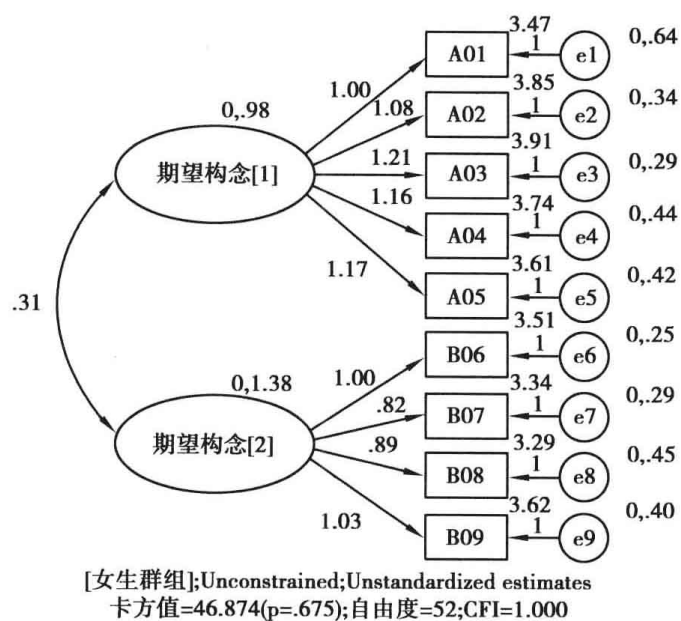 3.47
A01
1
e1
0,.64
1.00
3.85
0,.98
1.08
A02
1
e2
0,.34
3.91
期望构念[1]
1.21
A03
1
e3
0,.29
1.16
3.74
A04
1
e4
0,.44
1.17
3.61
A05
1
e5
0,.42
.31
3.51
B06
1
e6
0,.25
0,1.38
1.00
3.34
.82
B07
1
e7
0,.29
期望构念[2]
.89
3.29
B08
1
e8
0,.45
1.03
3.62
B09
1
e9
0,.40
[女生群组];Unconstrained;Unstandardized estimates
卡方值=46.874(p=.675);自由度=52;CFI=1.000